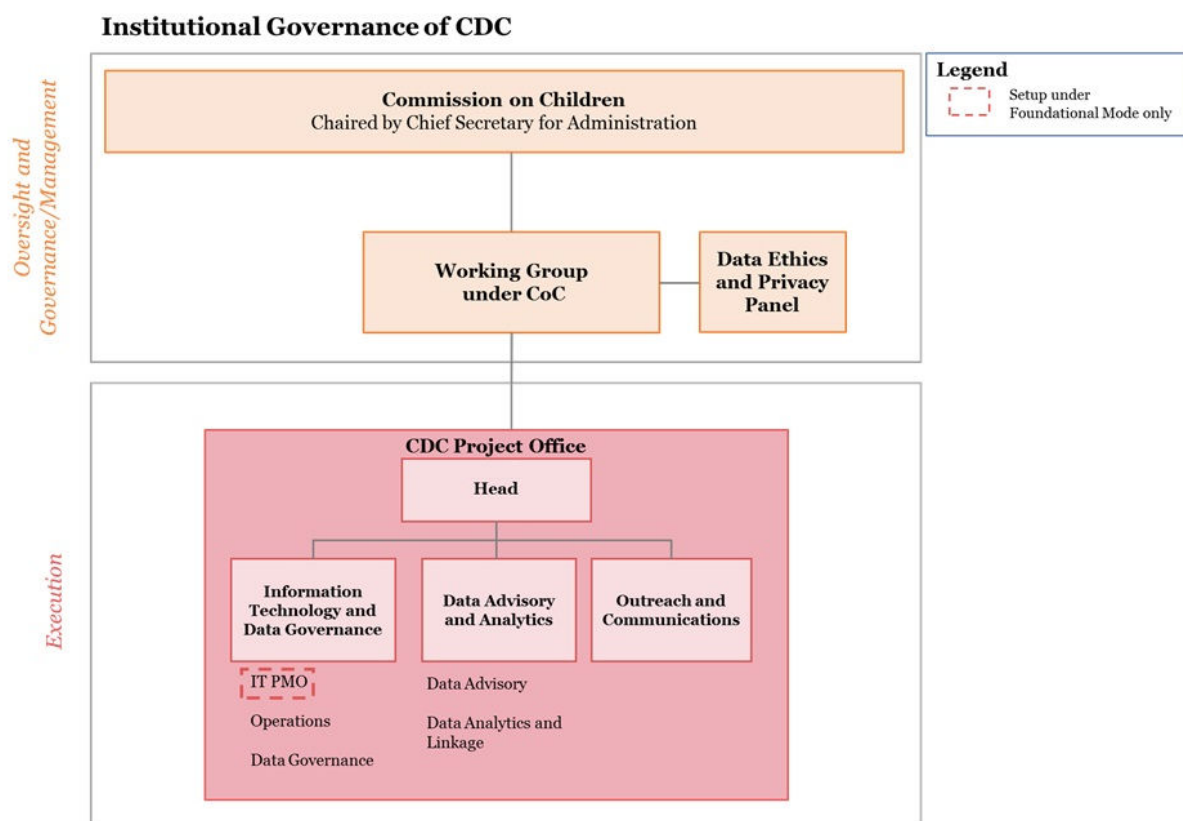 Institutional Governance of CDC
Legend
Setup under
Foundational Mode only
Oversight and
Governance/Management
Commission on Children
Chaired by Chief Secretary for Administration
Working Group
under CoC
Data Ethics
and Privacy
Panel
Execution
CDC Project Office
Head
Information
Technology and
Data Governance
Data Advisory
and Analytics
Outreach and
Communications
IT PMO
Operations
Data Governance
Data Advisory
Data Analytics and
Linkage